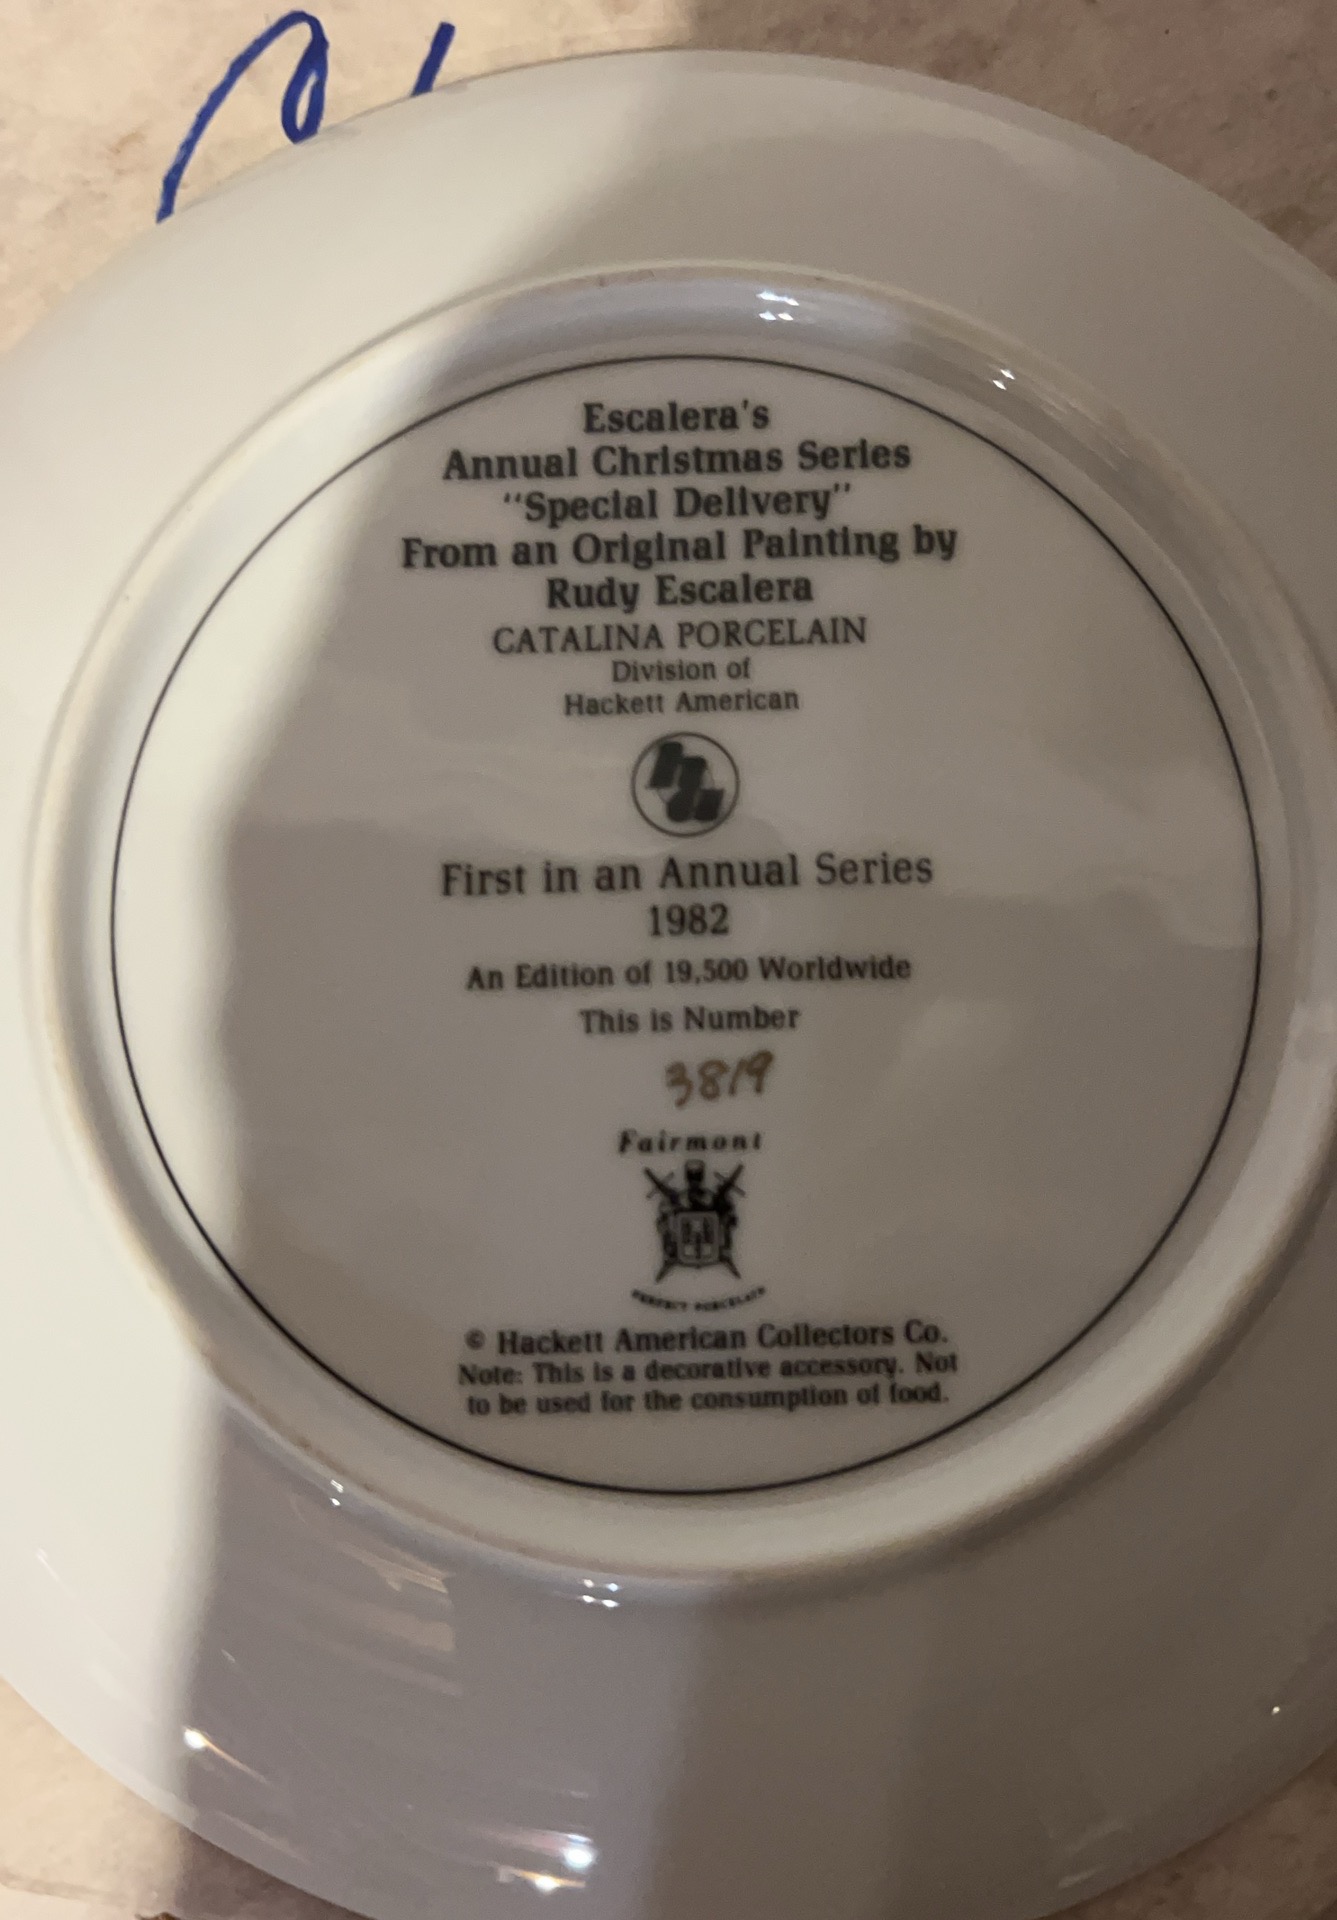 Escalera's
Annual Christmas Series
"Special Delivery"
From an Original Painting by
Rudy Escalera
CATALINA PORCELAIN
Division of
Hackett American
First in an Annual Series
1982
An Edition of 19,500 Worldwide
This is Number
3819
Fairmont
PERFECT PORCELAIN
© Hackett American Collectors Co.
Note: This is a decorative accessory. Not
to be used for the consumption of food.